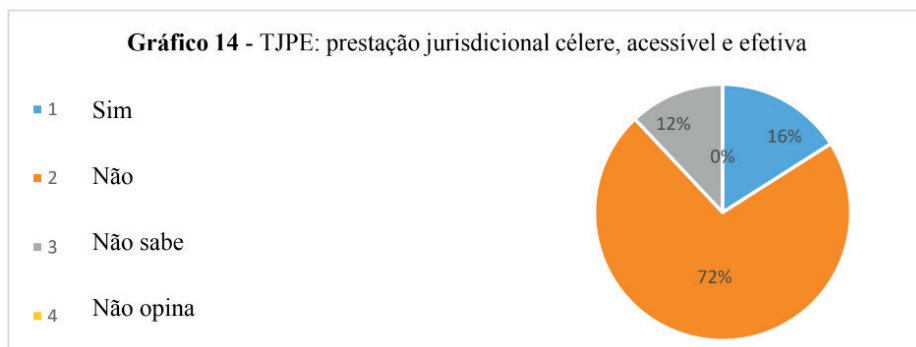 Gráfico 14 - TJPE: prestação jurisdicional célere, acessível e efetiva
1 Sim
2 Não
3 Não sabe
4 Não opina
12%
0%
16%
72%